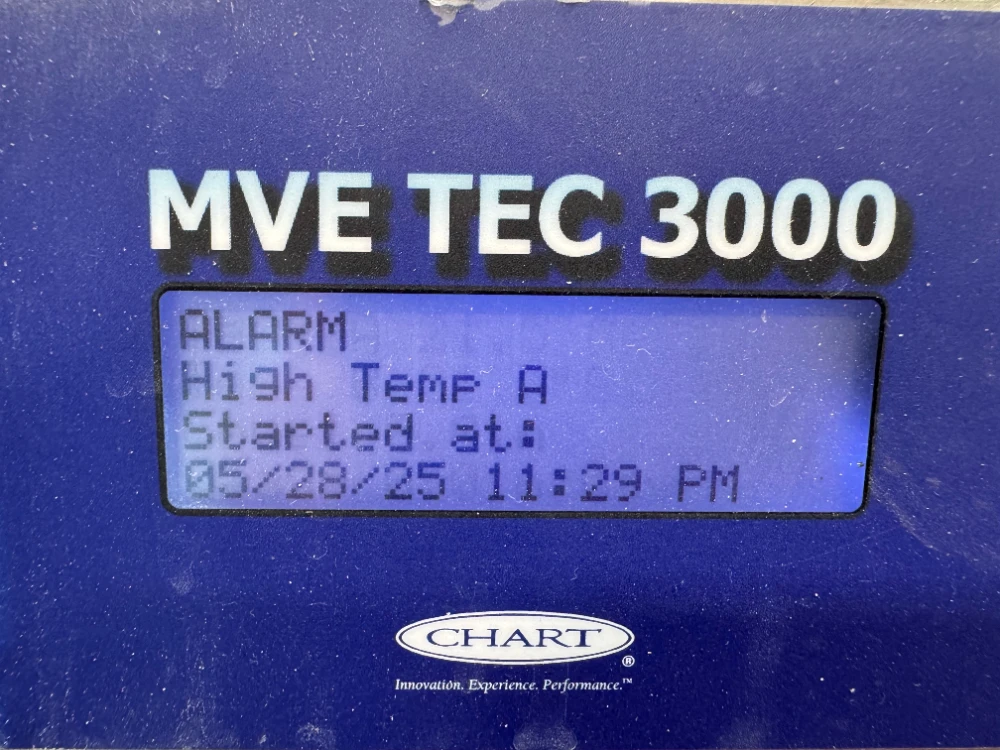 MVE TEC 3000
ALARM
High Temp A
Started at:
05/28/25 11:29 PM
CHART
®
Innovation. Experience. Performance.™